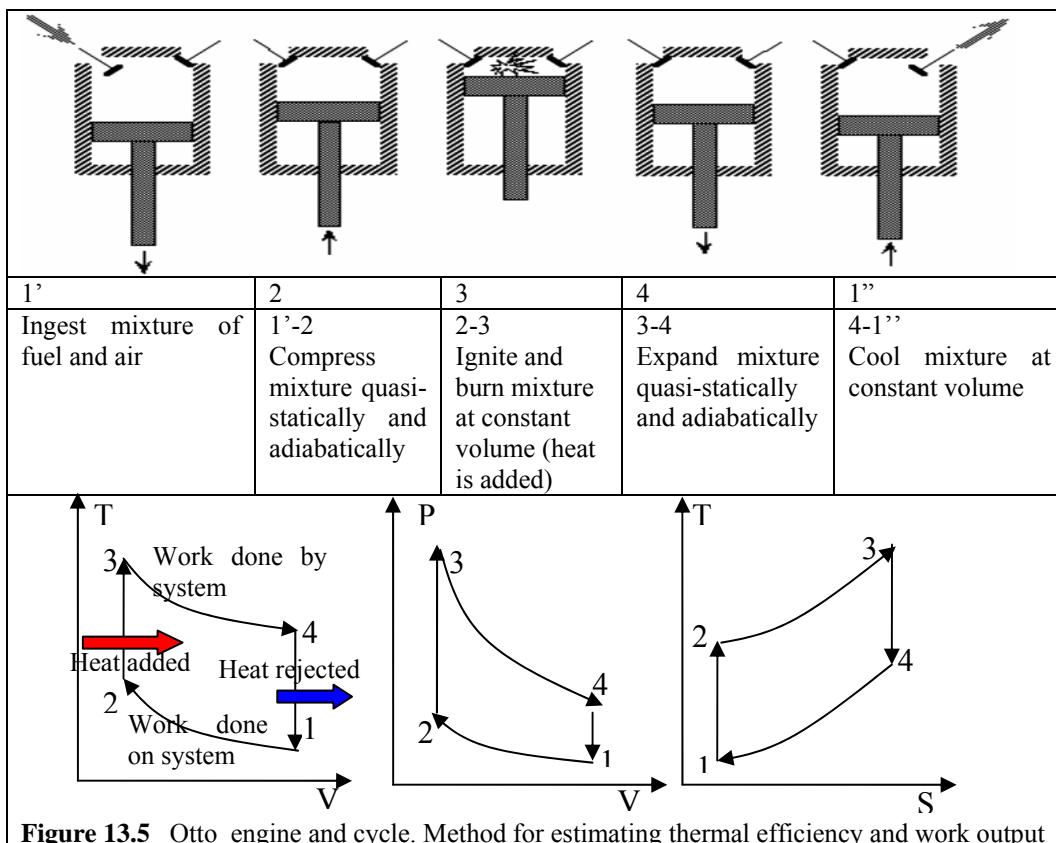 1’
2
3
4
1”
Ingest mixture of
fuel and air
1’-2
Compress
mixture quasi-
statically and
adiabatically
2-3
Ignite and
burn mixture
at constant
volume (heat
is added)
3-4
Expand mixture
quasi-statically
and adiabatically
4-1’’
Cool mixture at
constant volume
T
3
Work done by
system
4
Heat added
Heat rejected
2
Work done
on system
1
V
P
3
4
2
1
V
T
3
2
4
1
S
Figure 13.5 Otto engine and cycle. Method for estimating thermal efficiency and work output